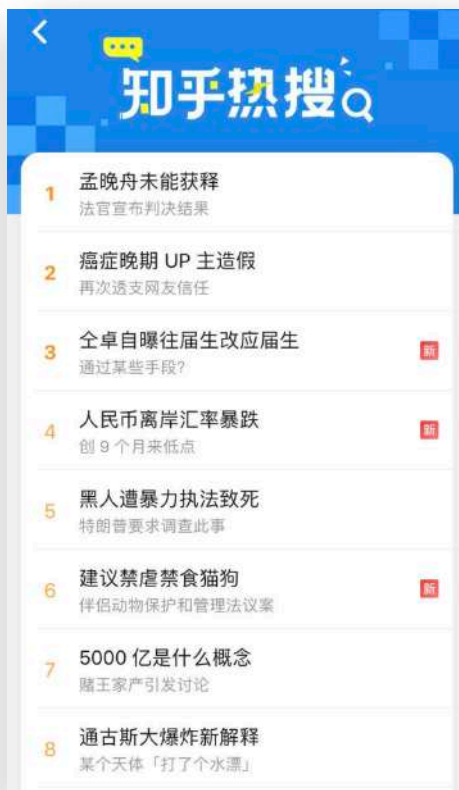 知乎热搜
1
孟晚舟未能获释
法官宣布判决结果
2
癌症晚期 UP 主造假
再次透支网友信任
3
仝卓自曝往届生改应届生
新
通过某些手段?
4
人民币离岸汇率暴跌
新
创 9 个月来低点
5
黑人遭暴力执法致死
特朗普要求调查此事
6
建议禁虐禁食猫狗
新
伴侣动物保护和管理法议案
7
5000 亿是什么概念
赌王家产引发讨论
8
通古斯大爆炸新解释
某个天体「打了个水漂」